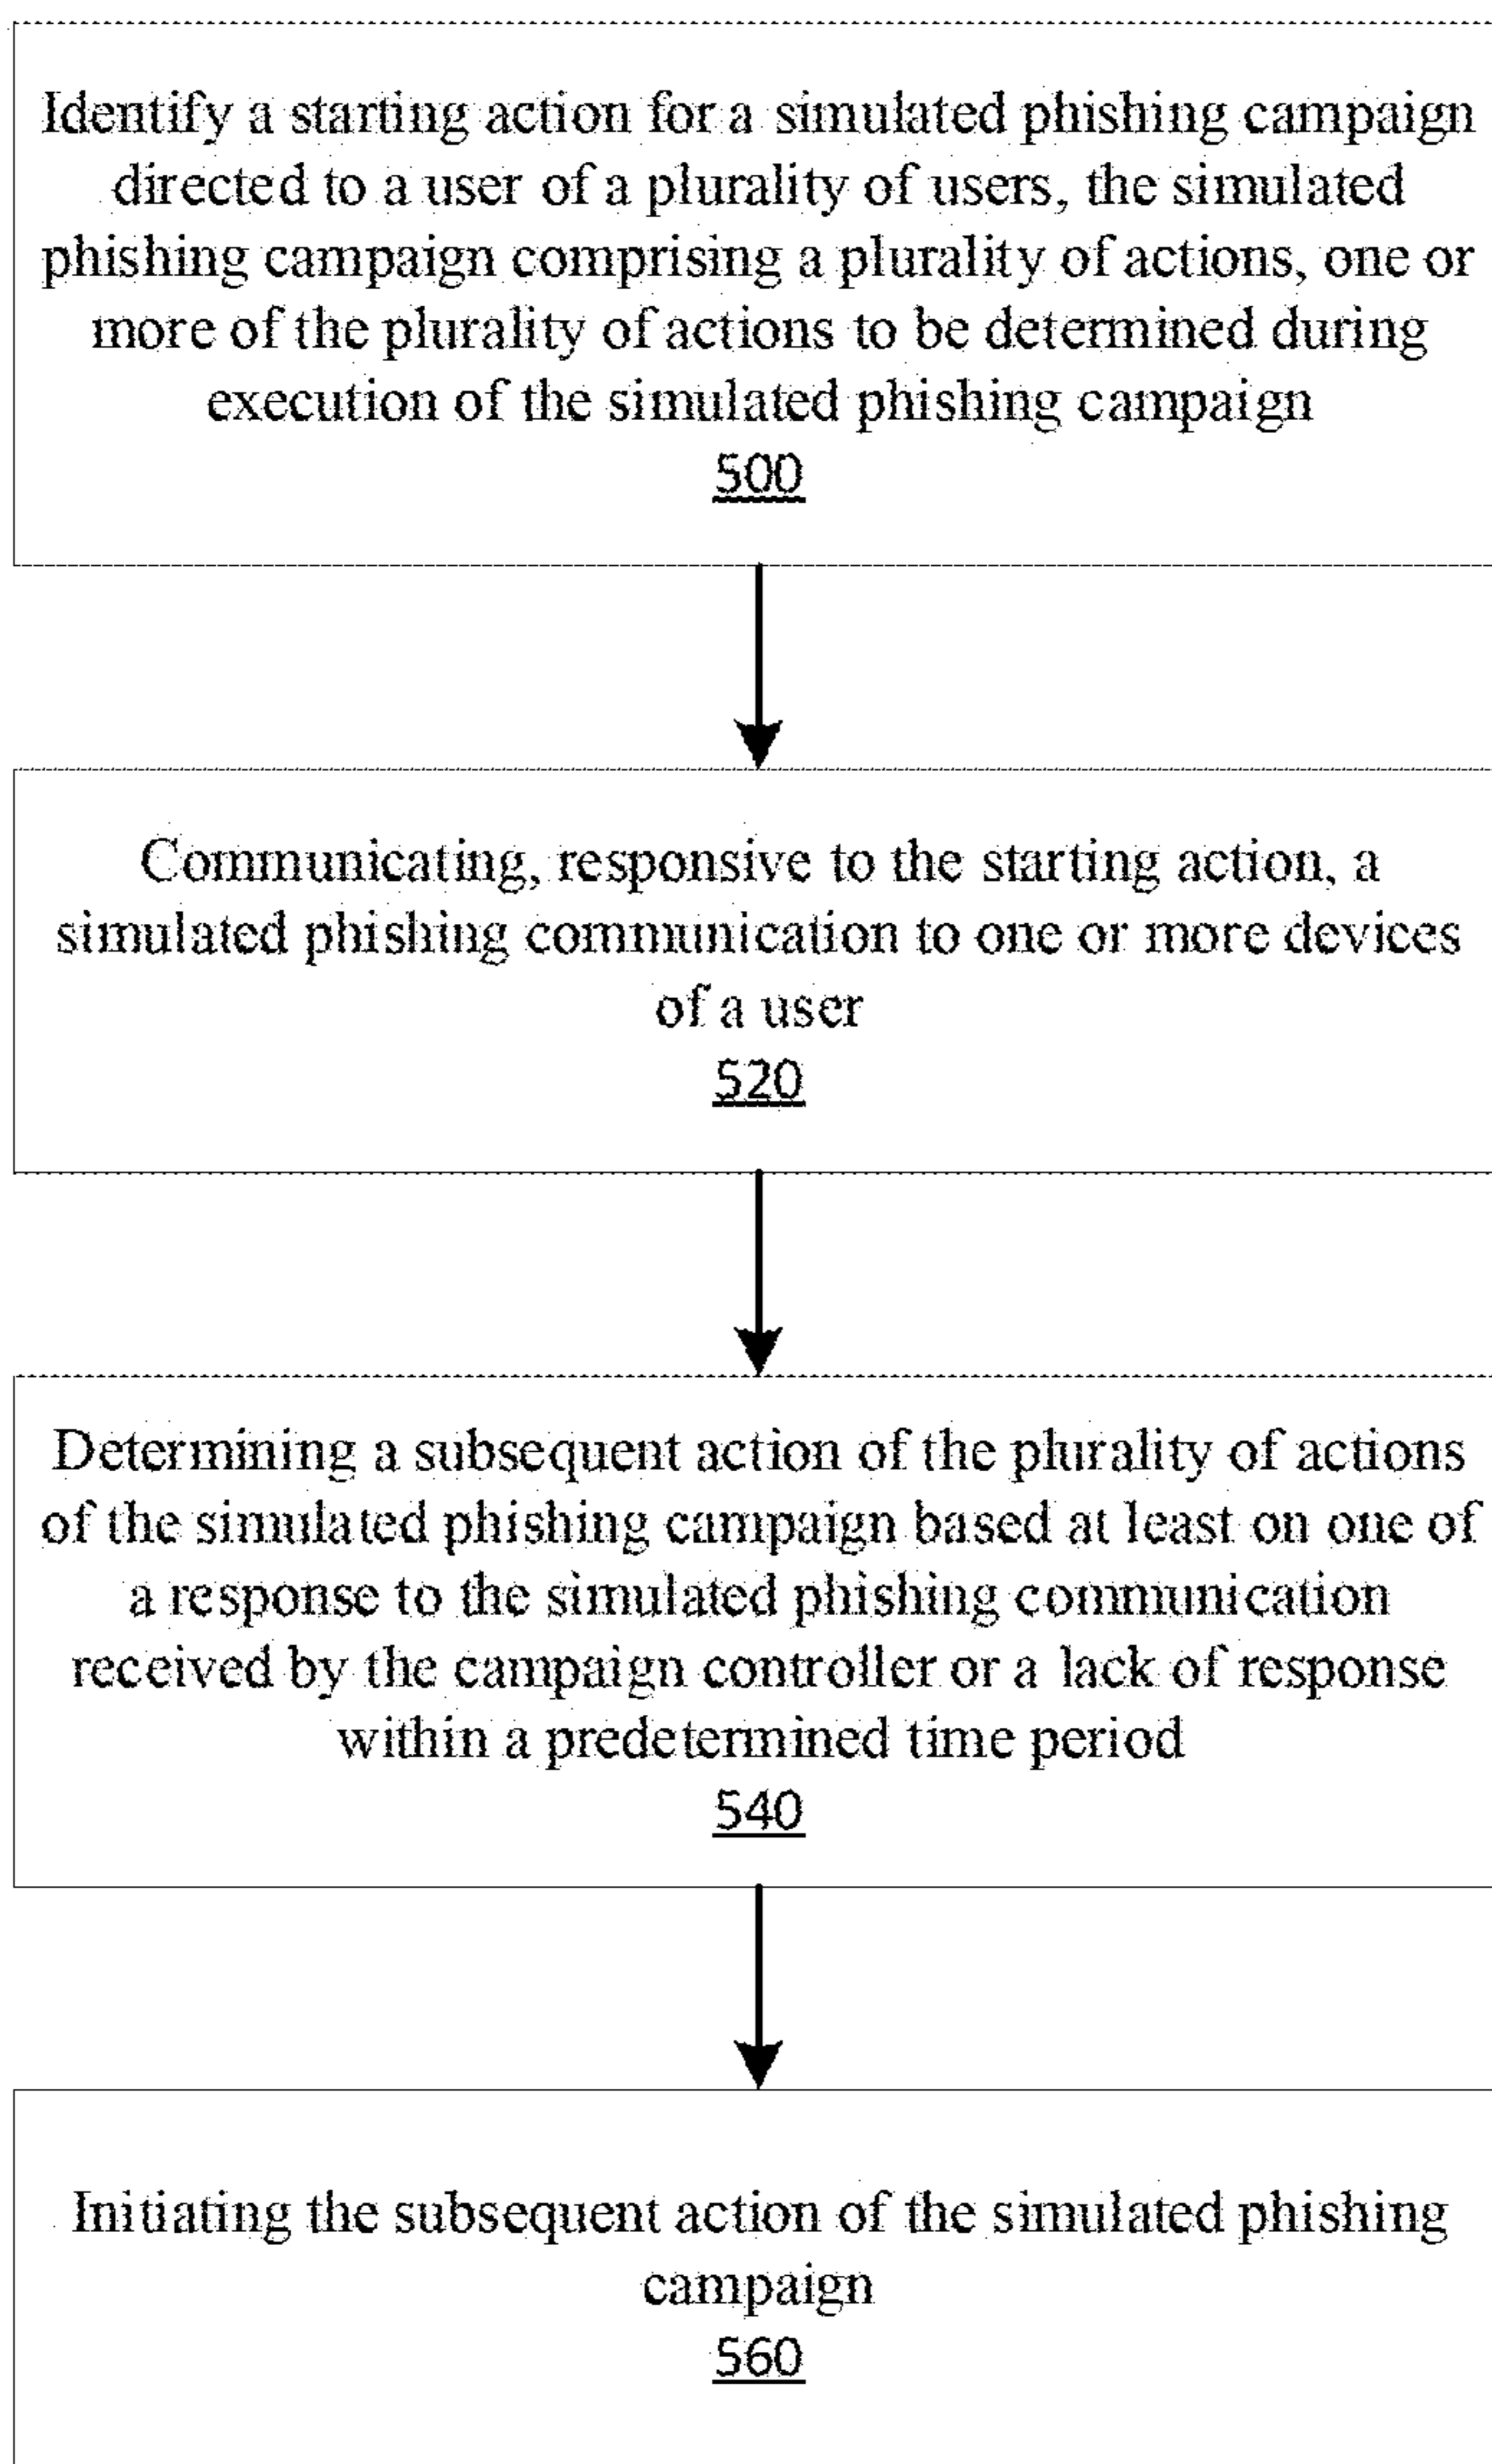 Identify a starting action for a simulated phishing campaign
directed to a user of a plurality of users, the simulated
phishing campaign comprising a plurality of actions, one or
more of the plurality of actions to be determined during
execution of the simulated phishing campaign
500
Communicating, responsive to the starting action, a
simulated phishing communication to one or more devices
of a user
520
Determining a subsequent action of the plurality of actions
of the simulated phishing campaign based at least on one of
a response to the simulated phishing communication
received by the campaign controller or a lack of response
within a predetermined time period
540
Initiating the subsequent action of the simulated phishing
campaign
560